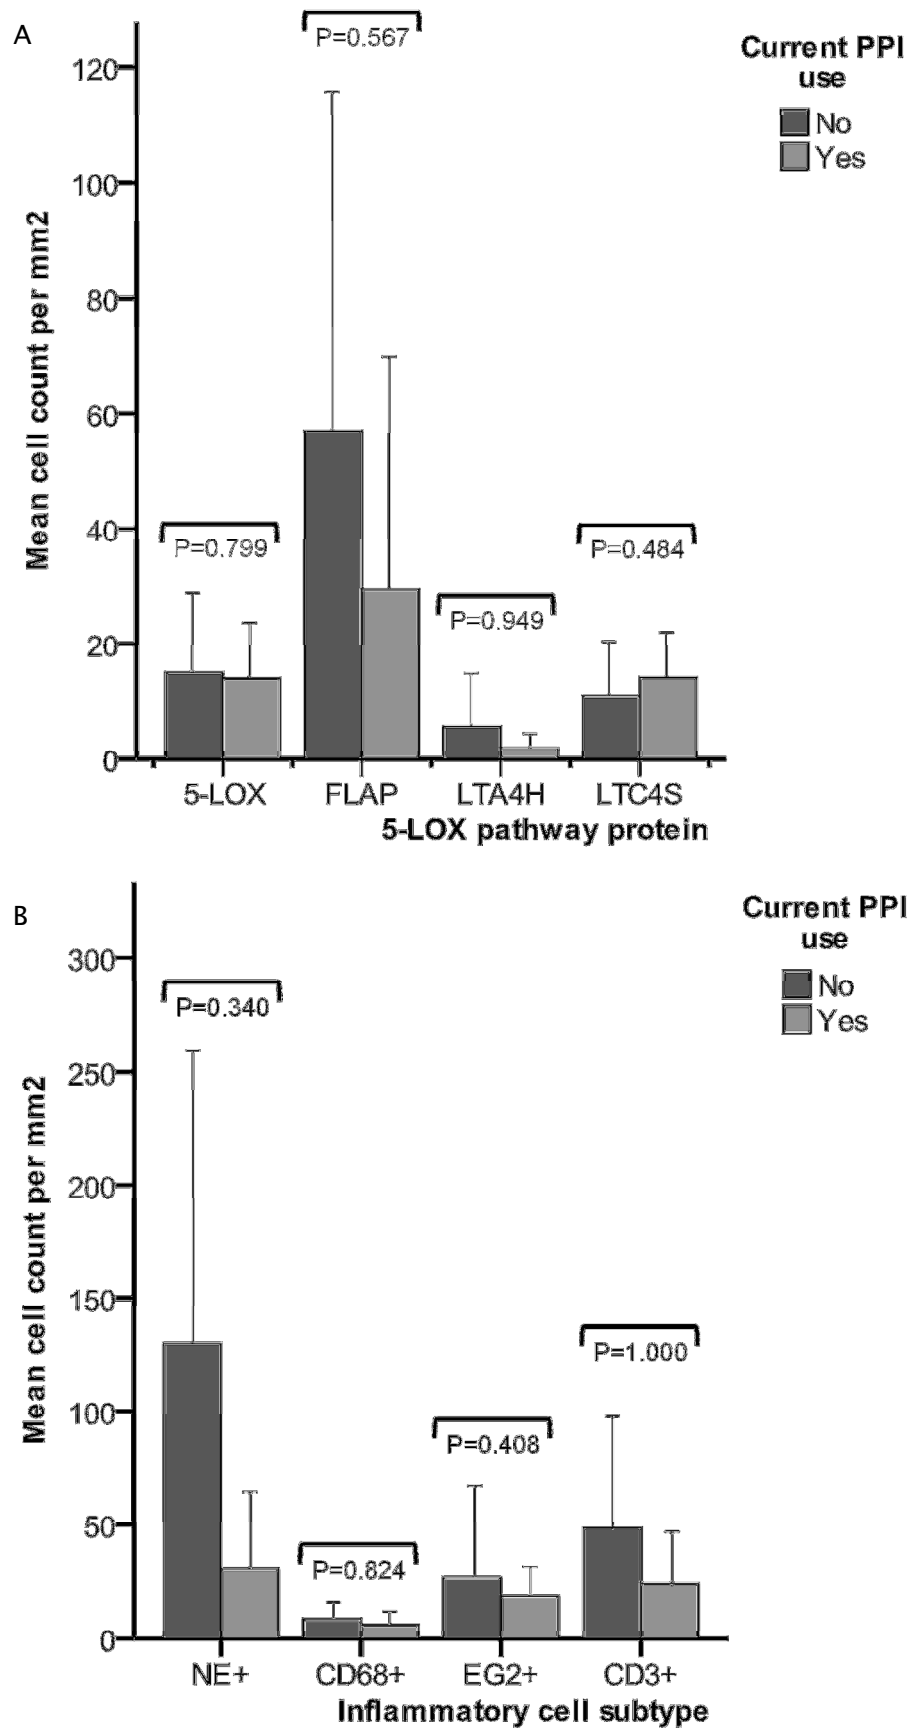 A
P=0.567
Current PPI
use
No
Yes
Mean cell count per mm2
120
100
80
60
40
20
0
P=0.799
P=0.949
P=0.484
5-LOX FLAP LTA4H LTC4S
5-LOX pathway protein
B
Current PPI
use
No
Yes
Mean cell count per mm2
300
250
200
150
100
50
0
P=0.340
P=0.824
P=0.408
P=1.000
NE+ CD68+ EG2+ CD3+
Inflammatory cell subtype